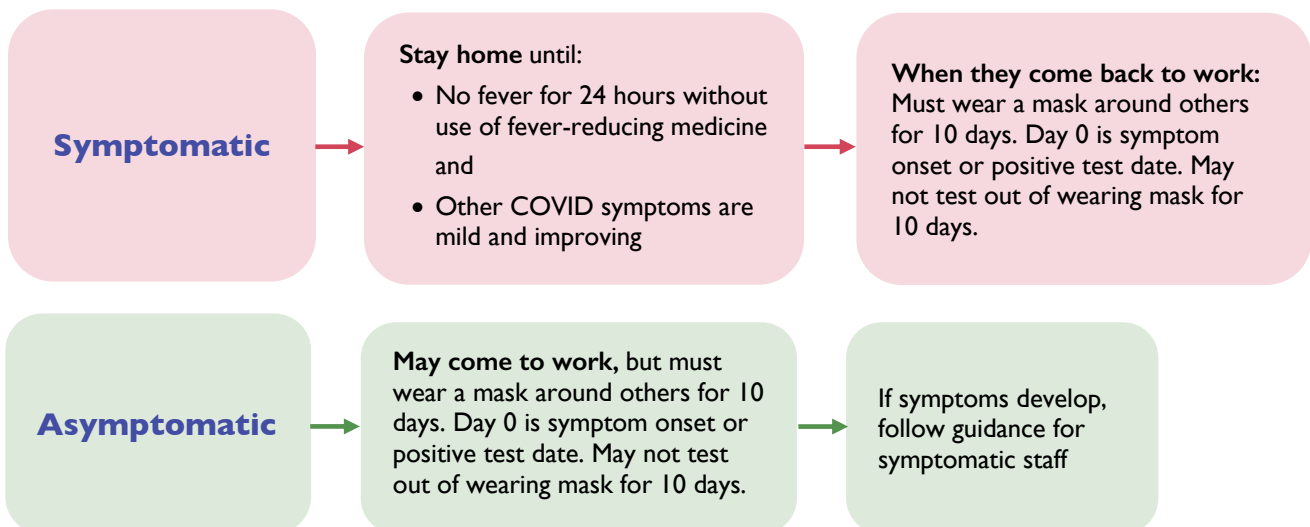 Symptomatic
Stay home until:
• No fever for 24 hours without
use of fever-reducing medicine
and
• Other COVID symptoms are
mild and improving
When they come back to work:
Must wear a mask around others
for 10 days. Day 0 is symptom
onset or positive test date. May
not test out of wearing mask for
10 days.
Asymptomatic
May come to work, but must
wear a mask around others for 10
days. Day 0 is symptom onset or
positive test date. May not test
out of wearing mask for 10 days.
If symptoms develop,
follow guidance for
symptomatic staff